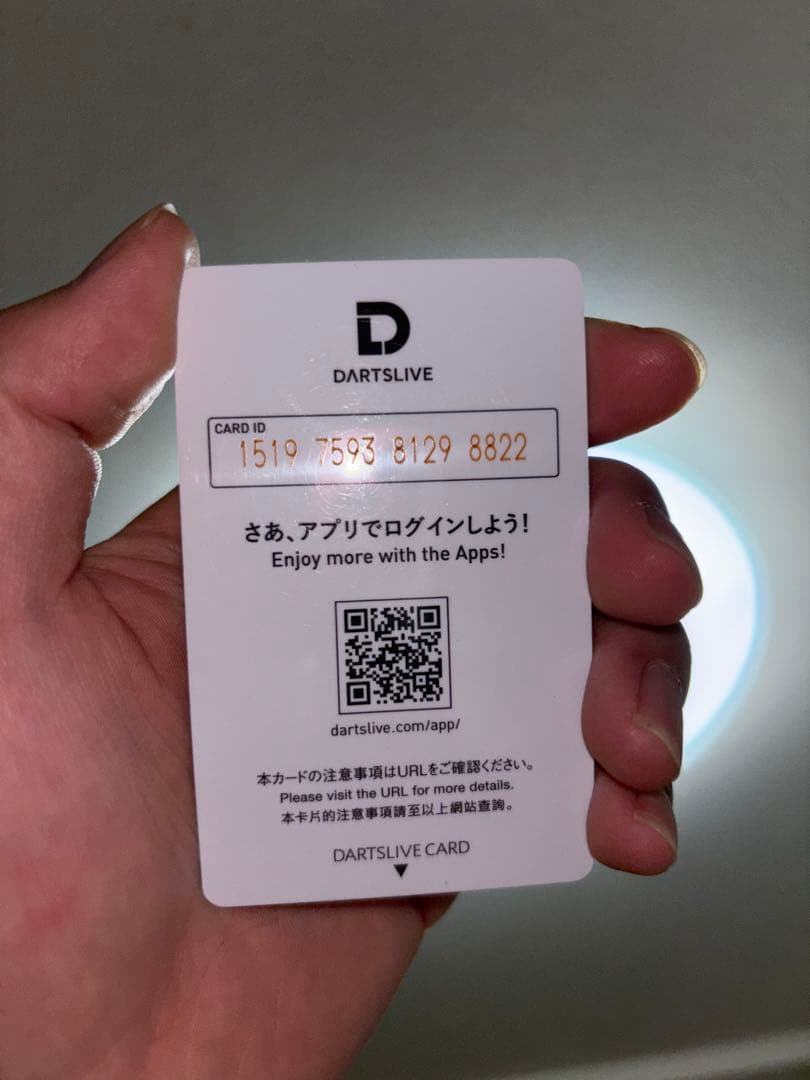 DARTSLIVE
CARD ID
1519 7593 8129 8822
さあ、アプリでログインしよう!
Enjoy more with the Apps!
dartslive.com/app/
本カードの注意事項はURLをご確認ください。
Please visit the URL for more details.
本卡片的注意事項請至以上網站查詢。
DARTSLIVE CARD